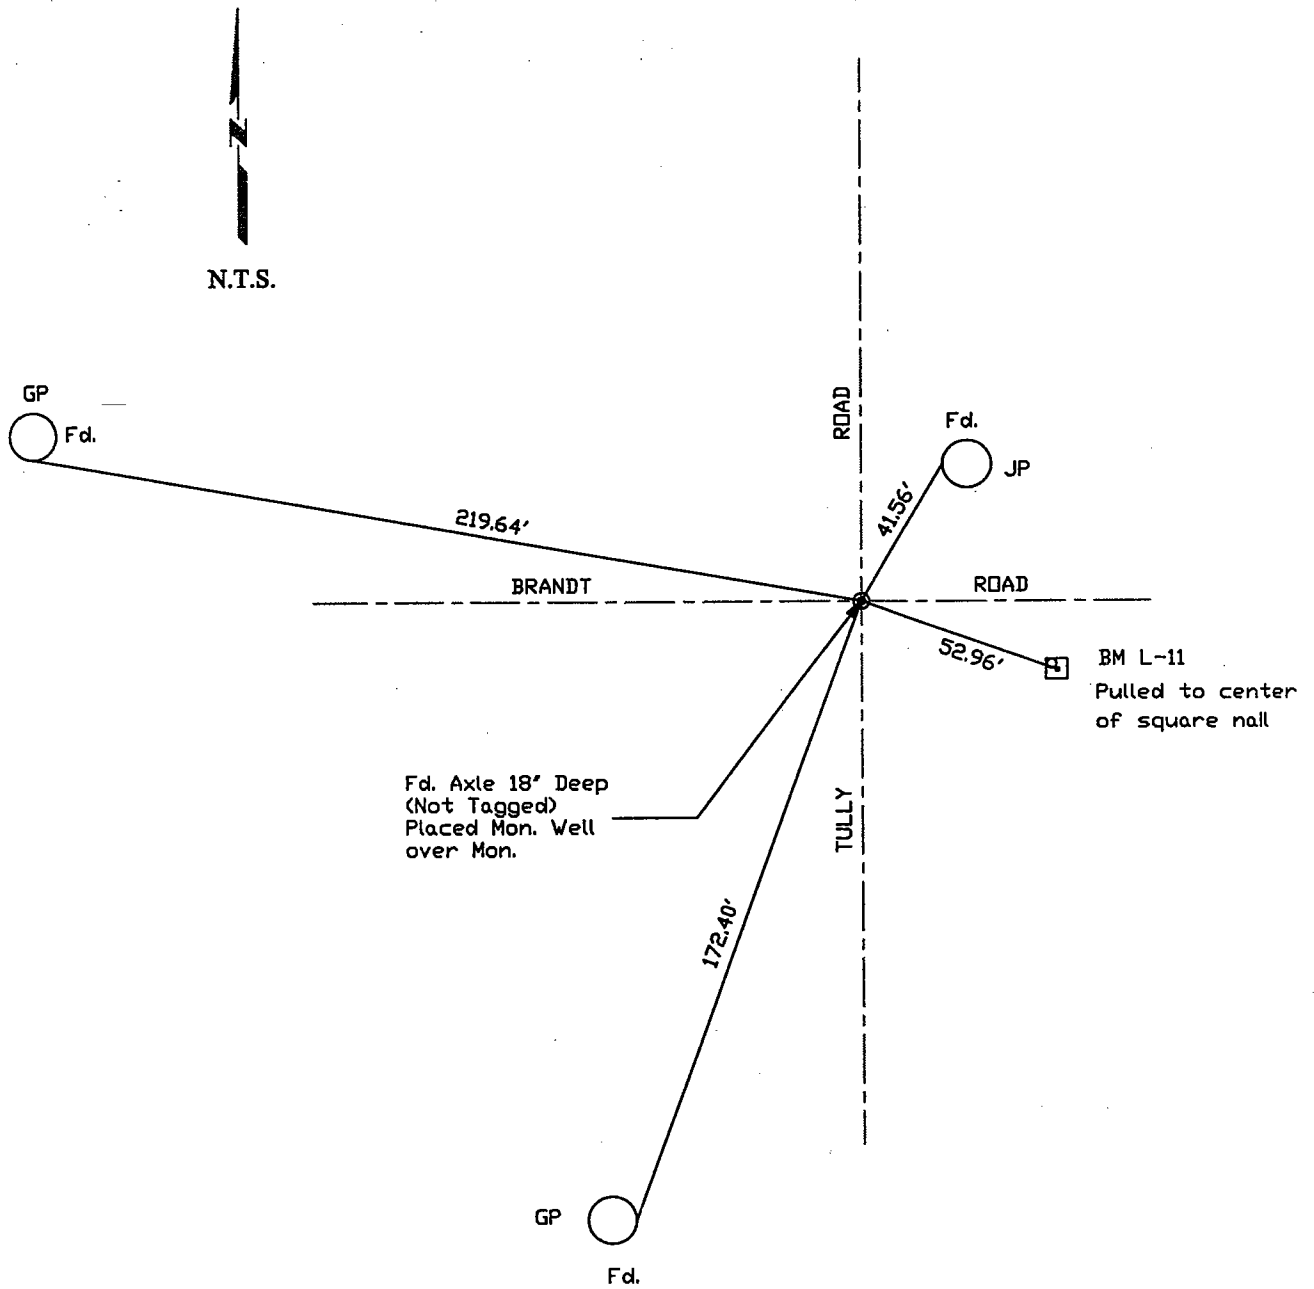 N
N.T.S.
GP
Fd.
ROAD
Fd.
JP
41.56'
219.64'
BRANDT
ROAD
52.96'
BM L-11
Pulled to center
of square nail
Fd. Axle 18" Deep
(Not Tagged)
Placed Mon. Well
over Mon.
TULLY
172.40'
GP
Fd.